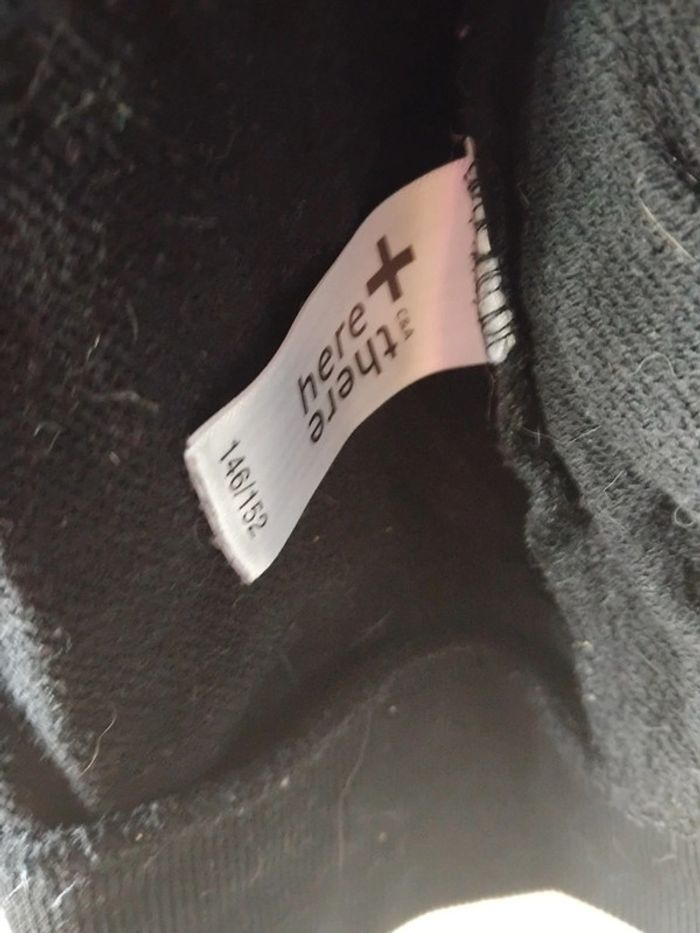 here
+
there
C&A
146/152